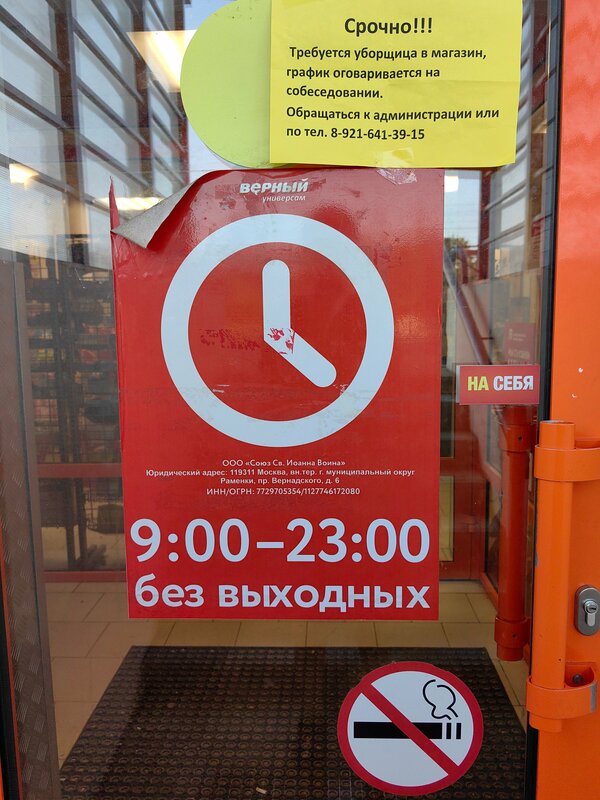 Срочно!!!
Требуется уборщица в магазин,
график оговаривается на
собеседовании.
Обращаться к администрации или
по тел. 8-921-641-39-15
верный
универсам
НА СЕБЯ
ООО «Союз Св. Иоанна Воина»
Юридический адрес: 119311 Москва, вн.тер. г. муниципальный округ
Раменки, пр. Вернадского, д. 6
ИНН/ОГРН: 7729705354/1127746172080
9:00–23:00
без выходных